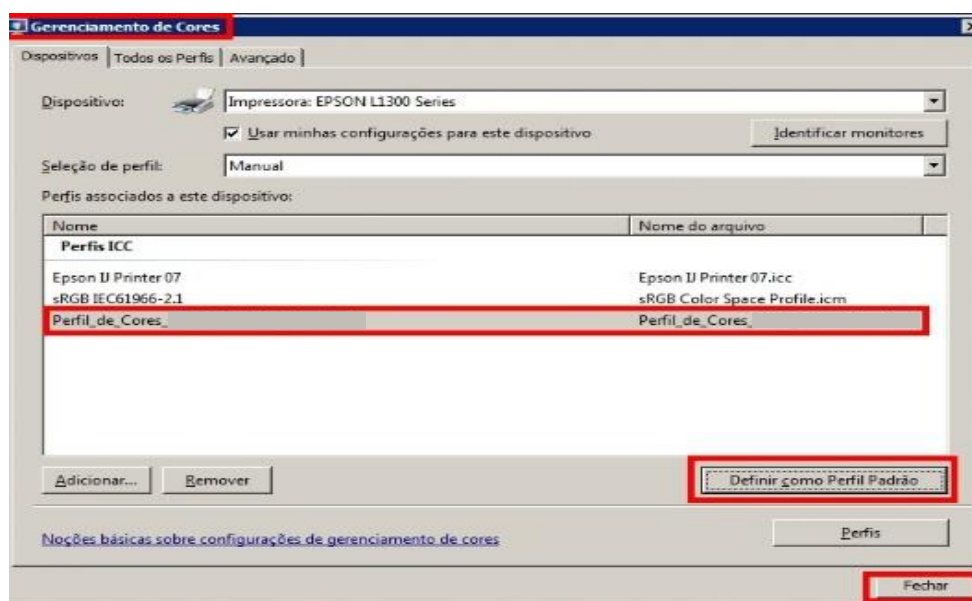 Gerenciamento de Cores
Dispositivos Todos os Perfis Avançado
Dispositivo: Impressora: EPSON L1300 Series
Usar minhas configurações para este dispositivo Identificar monitores
Seleção de perfil: Manual
Perfis associados a este dispositivo:
Nome Nome do arquivo
Perfis ICC
Epson IJ Printer 07 Epson IJ Printer 07.icc
sRGB IEC61966-2.1 sRGB Color Space Profile.icm
Perfil_de_Cores_ Perfil_de_Cores_
Adicionar... Remover Definir como Perfil Padrão
Noções básicas sobre configurações de gerenciamento de cores Perfis
Fechar